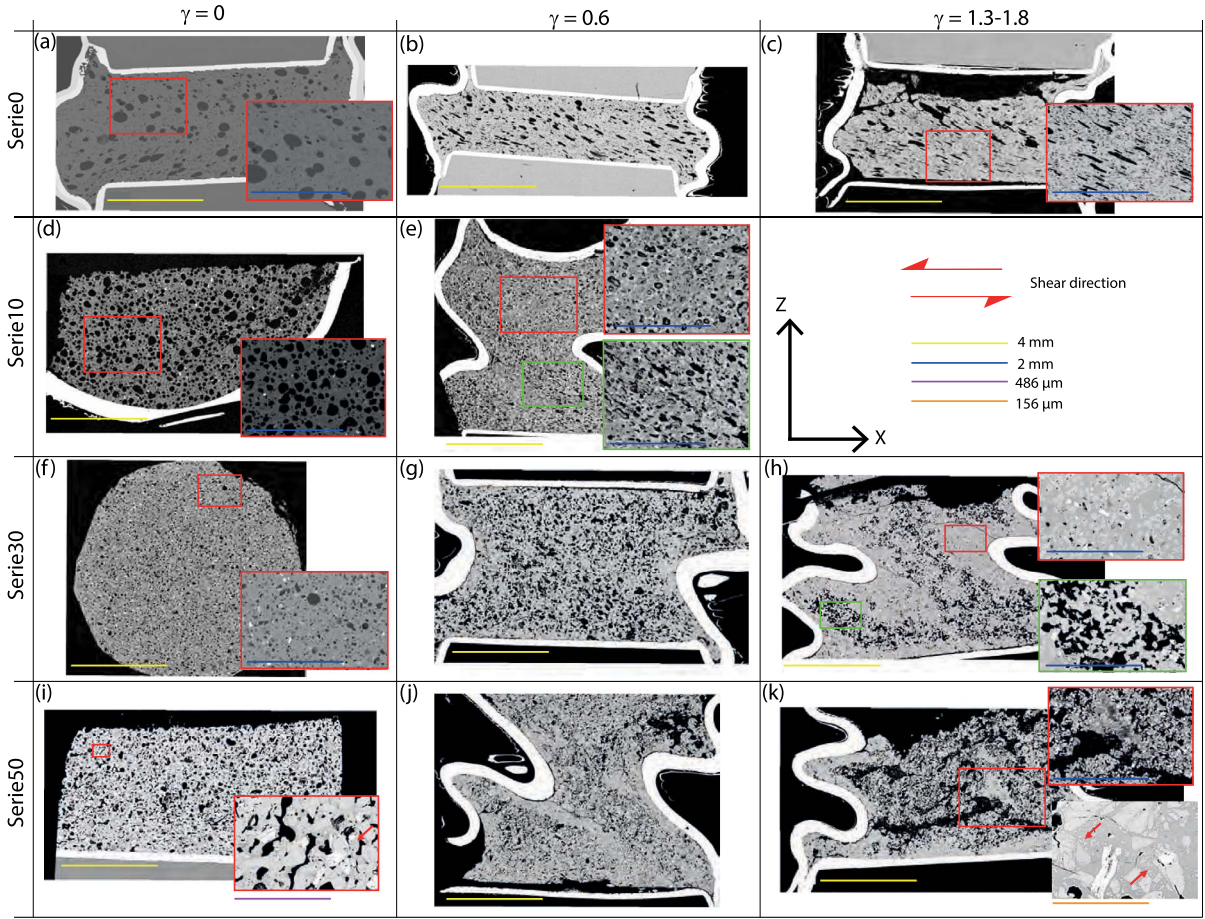 γ = 0
γ = 0.6
γ = 1.3-1.8
Serie0
(a)
(b)
(c)
Serie10
(d)
(e)
Z
X
Shear direction
4 mm
2 mm
486 μm
156 μm
Serie30
(f)
(g)
(h)
Serie50
(i)
(j)
(k)